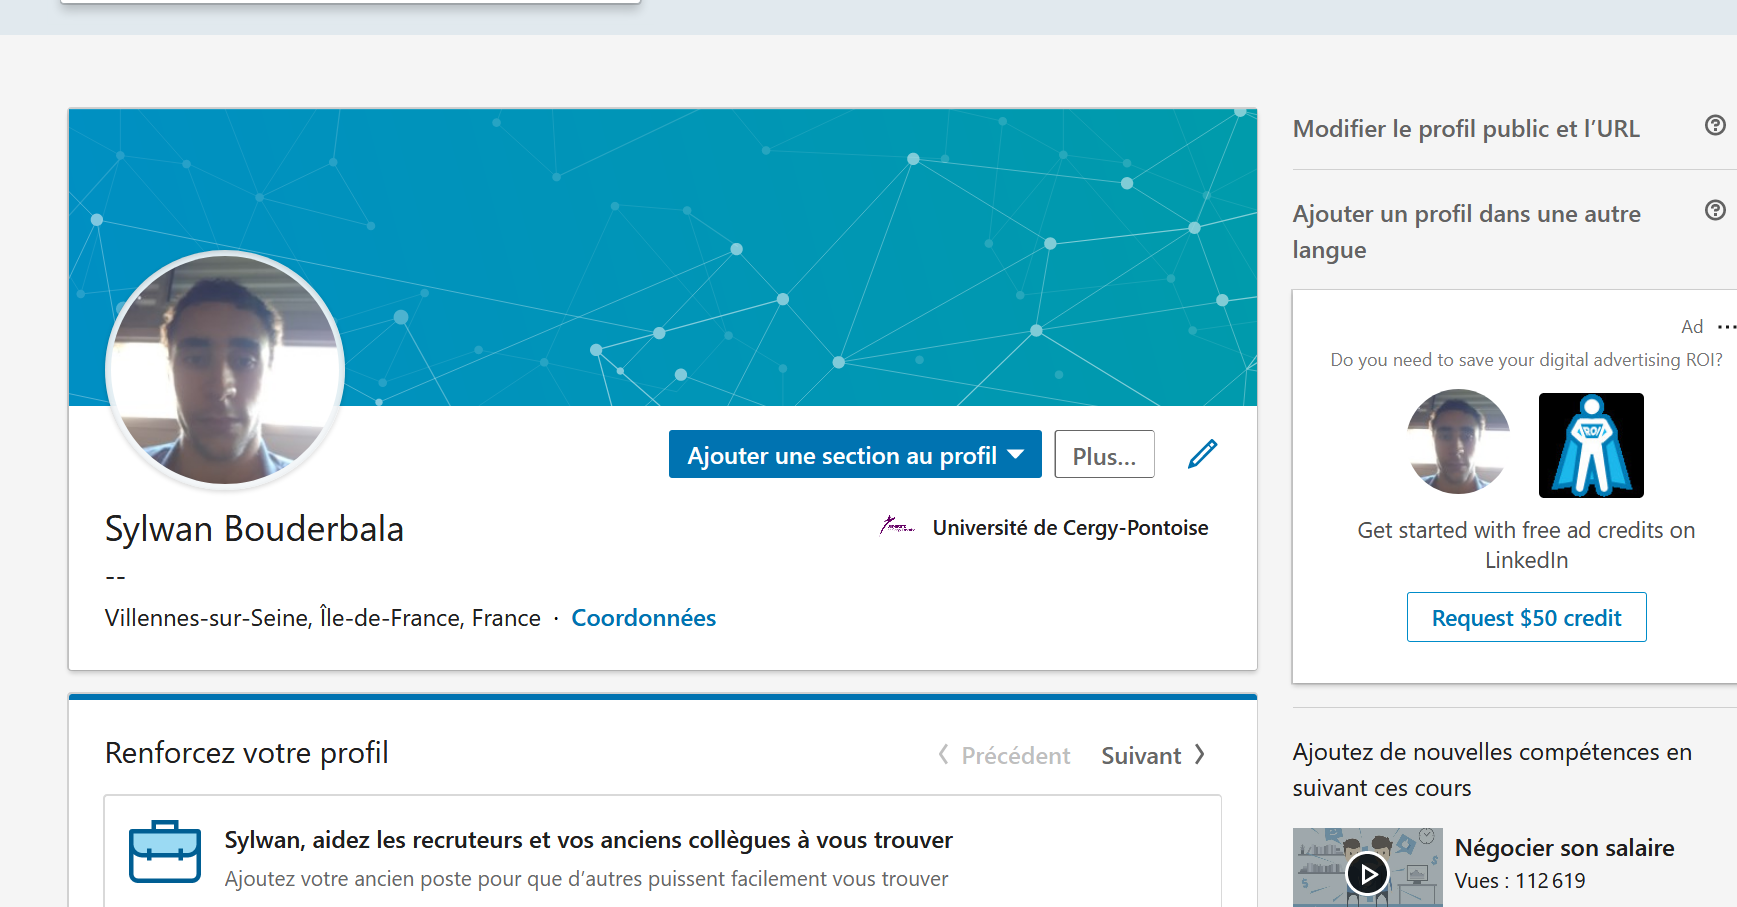 Modifier le profil public et l’URL
Ajouter un profil dans une autre
langue
Ajouter une section au profil
Plus...
Sylwan Bouderbala
--
Université de Cergy-Pontoise
Villennes-sur-Seine, Île-de-France, France · Coordonnées
Ad ...
Do you need to save your digital advertising ROI?
ROI
Get started with free ad credits on
LinkedIn
Request $50 credit
Renforcez votre profil
Précédent Suivant
Sylwan, aidez les recruteurs et vos anciens collègues à vous trouver
Ajoutez votre ancien poste pour que d’autres puissent facilement vous trouver
Ajoutez de nouvelles compétences en
suivant ces cours
Négocier son salaire
Vues : 112 619